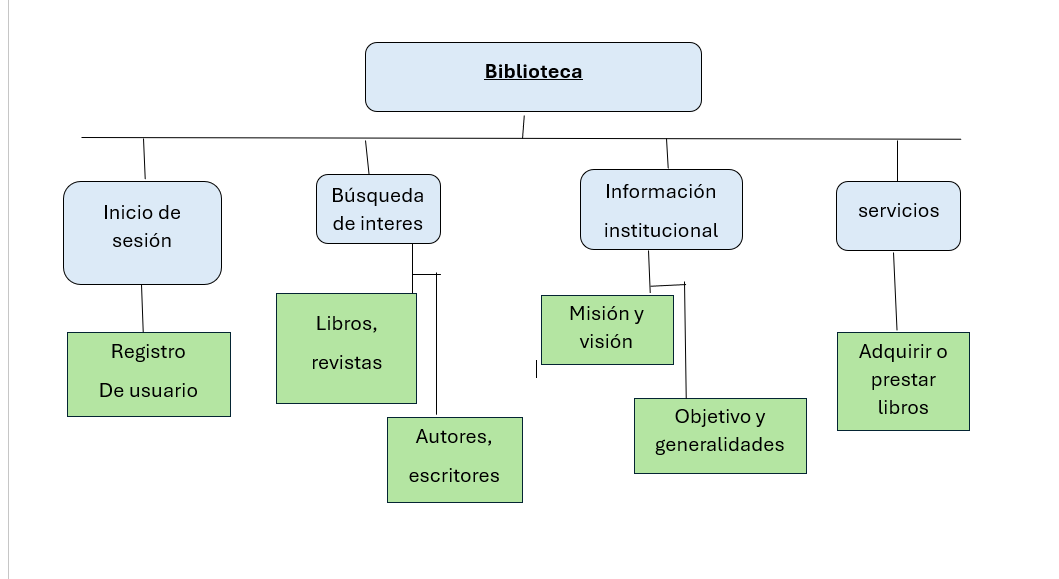 Biblioteca
Inicio de
sesión
Búsqueda
de interes
Información
institucional
servicios
Registro
De usuario
Libros,
revistas
Autores,
escritores
Misión y
visión
Objetivo y
generalidades
Adquirir o
prestar
libros